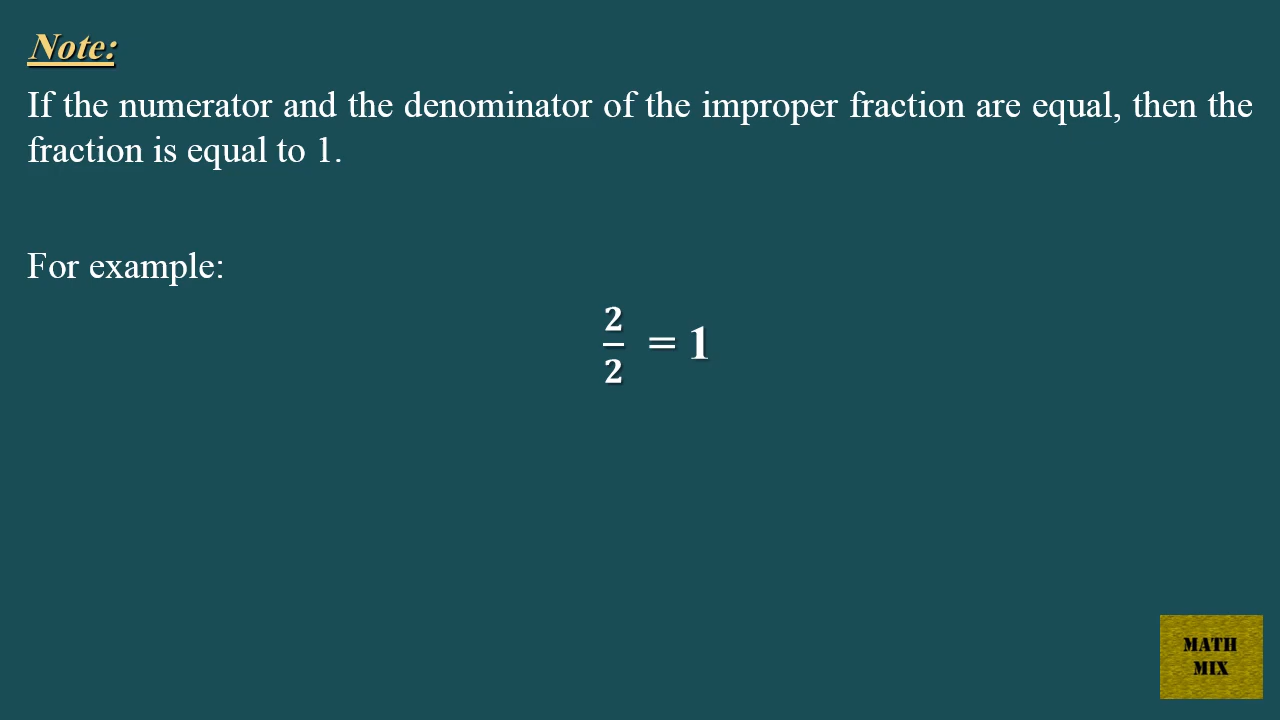 Note:
If the numerator and the denominator of the improper fraction are equal, then the
fraction is equal to 1.
For example:
2
2
= 1
MATH
MIX